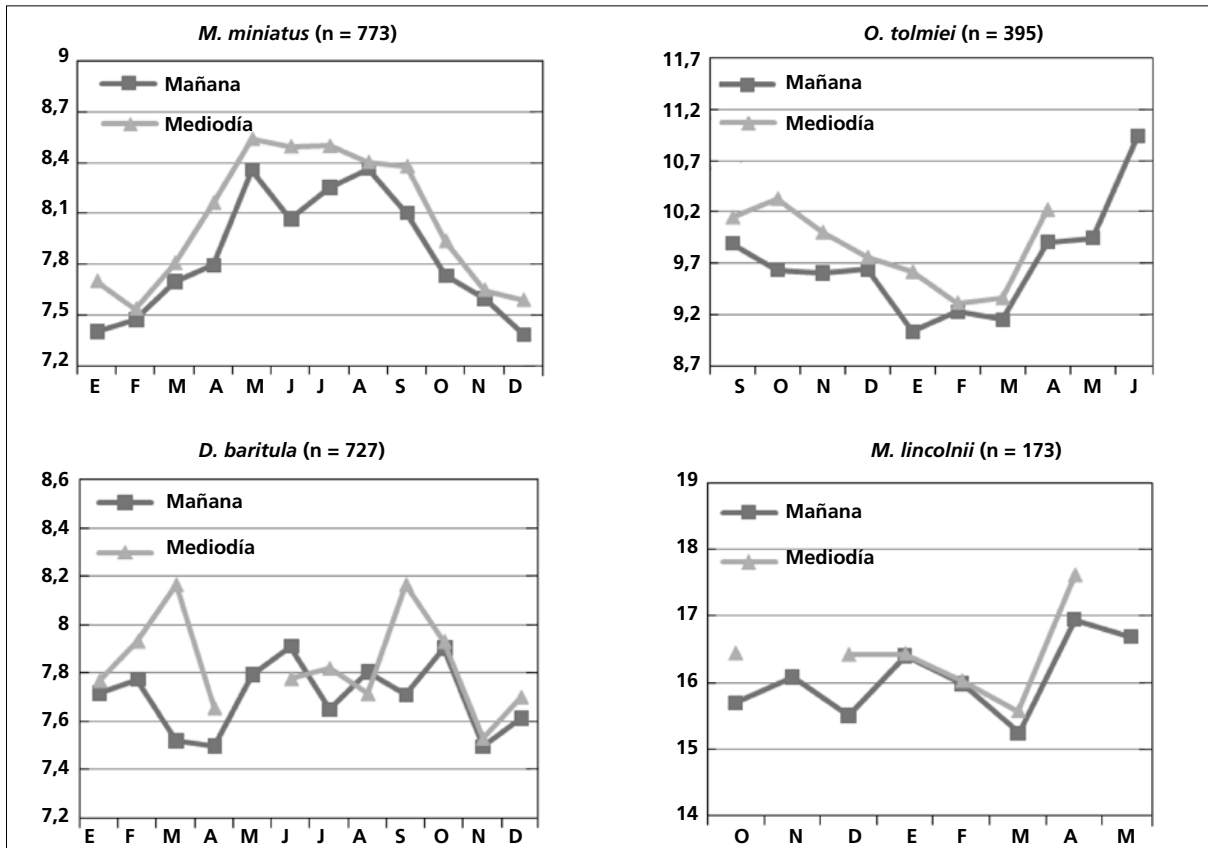 M. miniatus (n = 773)
9
8,7
8,4
8,1
7,8
7,5
7,2
Mañana
Mediodía
E F M A M J J A S O N D
O. tolmiei (n = 395)
11,7
11,2
10,7
10,2
9,7
9,2
8,7
Mañana
Mediodía
S O N D E F M A M J
D. baritula (n = 727)
8,6
8,4
8,2
8
7,8
7,6
7,4
7,2
Mañana
Mediodía
E F M A M J J A S O N D
M. lincolnii (n = 173)
19
18
17
16
15
14
Mañana
Mediodía
O N D E F M A M